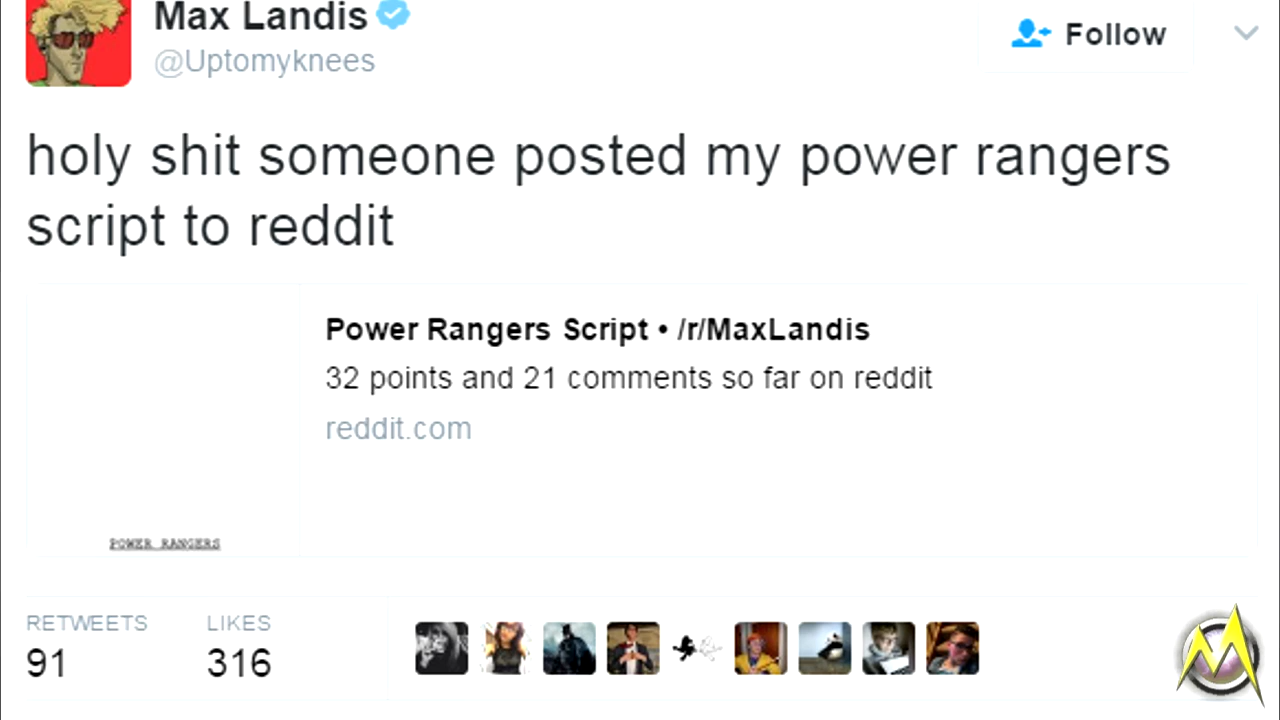 Max Landis
@Uptomyknees
Follow
holy shit someone posted my power rangers
script to reddit
Power Rangers Script • /r/MaxLandis
32 points and 21 comments so far on reddit
reddit.com
POWER RANGERS
RETWEETS LIKES
91 316
M